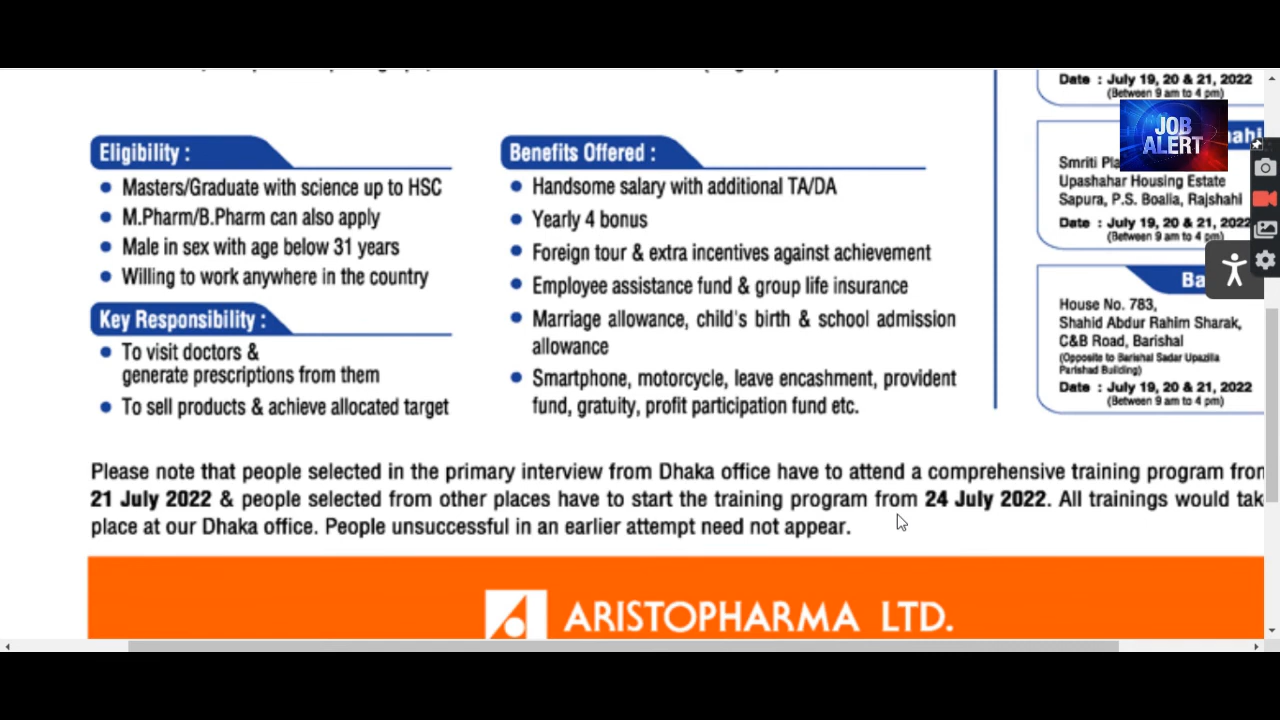 Eligibility :
Masters/Graduate with science up to HSC
M.Pharm/B.Pharm can also apply
Male in sex with age below 31 years
Willing to work anywhere in the country
Key Responsibility :
To visit doctors &
generate prescriptions from them
To sell products & achieve allocated target
Benefits Offered :
Handsome salary with additional TA/DA
Yearly 4 bonus
Foreign tour & extra incentives against achievement
Employee assistance fund & group life insurance
Marriage allowance, child's birth & school admission
allowance
Smartphone, motorcycle, leave encashment, provident
fund, gratuity, profit participation fund etc.
Date : July 19, 20 & 21, 2022
(Between 9 am to 4 pm)
JOB
ALERT
Smriti
Upashahar Housing Estate
Sapura, P.S. Boalia, Rajshahi
Date : July 19, 20 & 21, 2022
(Between 9 am to 4 pm)
Ba
House No. 783,
Shahid Abdur Rahim Sharak,
C&B Road, Barishal
(Opposite to Barishal Sadar Upazilla
Parishad Building)
Date : July 19, 20 & 21, 2022
(Between 9 am to 4 pm)
Please note that people selected in the primary interview from Dhaka office have to attend a comprehensive training program from
21 July 2022 & people selected from other places have to start the training program from 24 July 2022. All trainings would tak
place at our Dhaka office. People unsuccessful in an earlier attempt need not appear.
ARISTOPHARMA LTD.